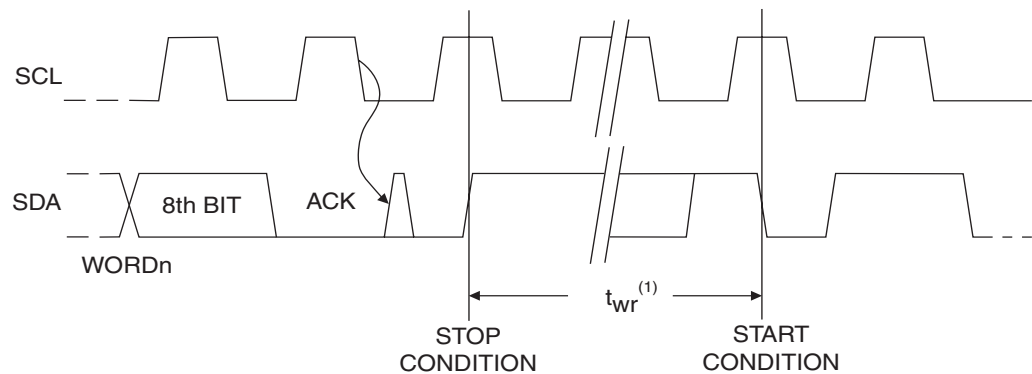 SCL
SDA
8th BIT
ACK
WORDn
twr(1)
STOP
CONDITION
START
CONDITION